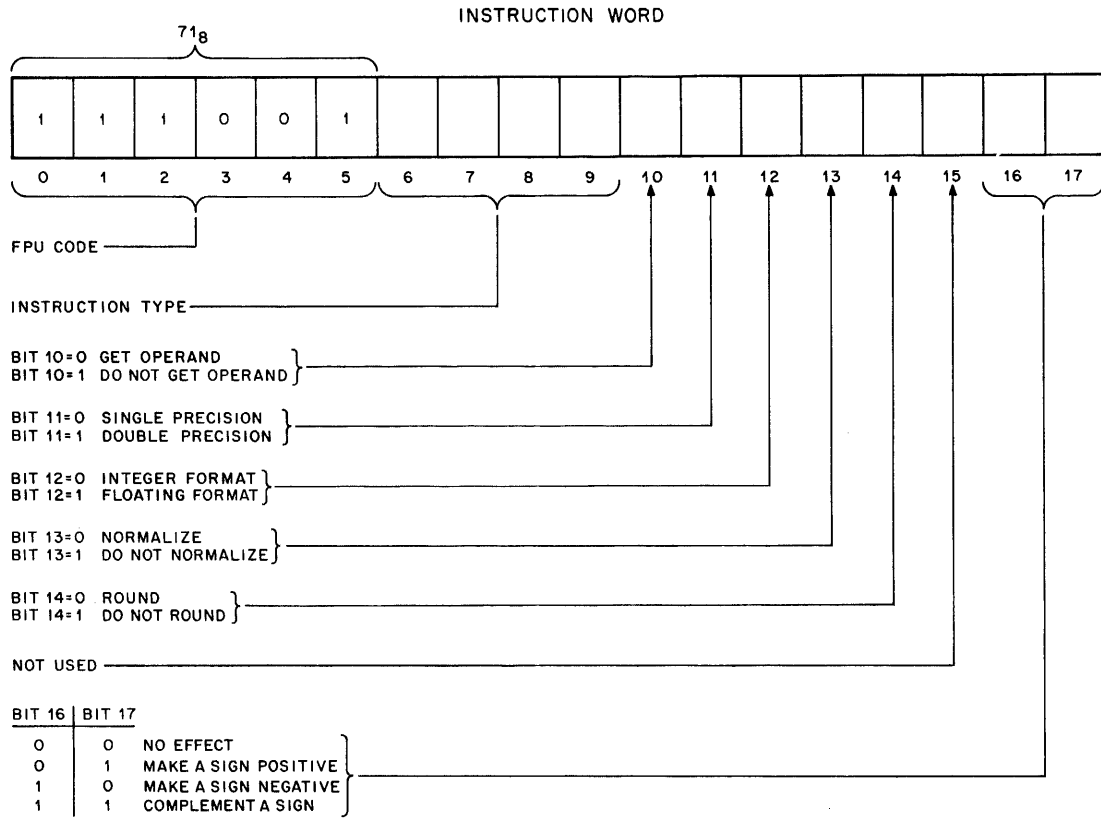 INSTRUCTION WORD
71₈
1 1 1 0 0 1
0 1 2 3 4 5 6 7 8 9 10 11 12 13 14 15 16 17
FPU CODE
INSTRUCTION TYPE
BIT 10=0 GET OPERAND
BIT 10=1 DO NOT GET OPERAND
BIT 11=0 SINGLE PRECISION
BIT 11=1 DOUBLE PRECISION
BIT 12=0 INTEGER FORMAT
BIT 12=1 FLOATING FORMAT
BIT 13=0 NORMALIZE
BIT 13=1 DO NOT NORMALIZE
BIT 14=0 ROUND
BIT 14=1 DO NOT ROUND
NOT USED
BIT 16 BIT 17
0 0 NO EFFECT
0 1 MAKE A SIGN POSITIVE
1 0 MAKE A SIGN NEGATIVE
1 1 COMPLEMENT A SIGN